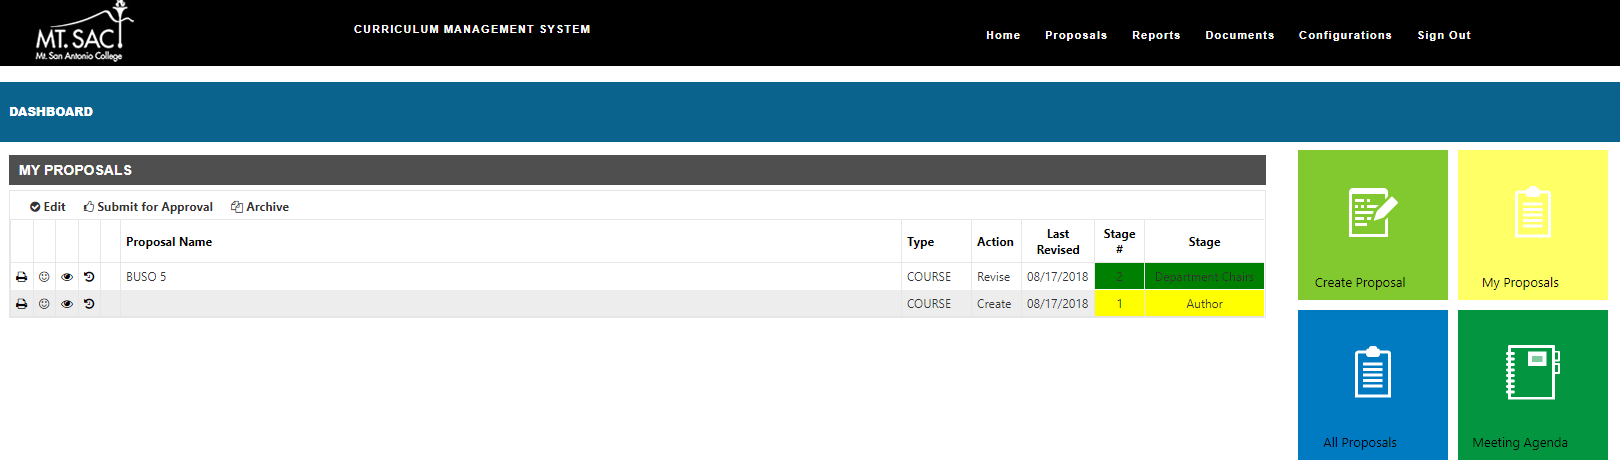 MT. SAC
Mt. San Antonio College
CURRICULUM MANAGEMENT SYSTEM
Home Proposals Reports Documents Configurations Sign Out
DASHBOARD
MY PROPOSALS
Edit Submit for Approval Archive
Proposal Name Type Action Last Revised Stage # Stage
BUSO 5 COURSE Revise 08/17/2018 2 Department Chairs
COURSE Create 08/17/2018 1 Author
Create Proposal
My Proposals
All Proposals
Meeting Agenda